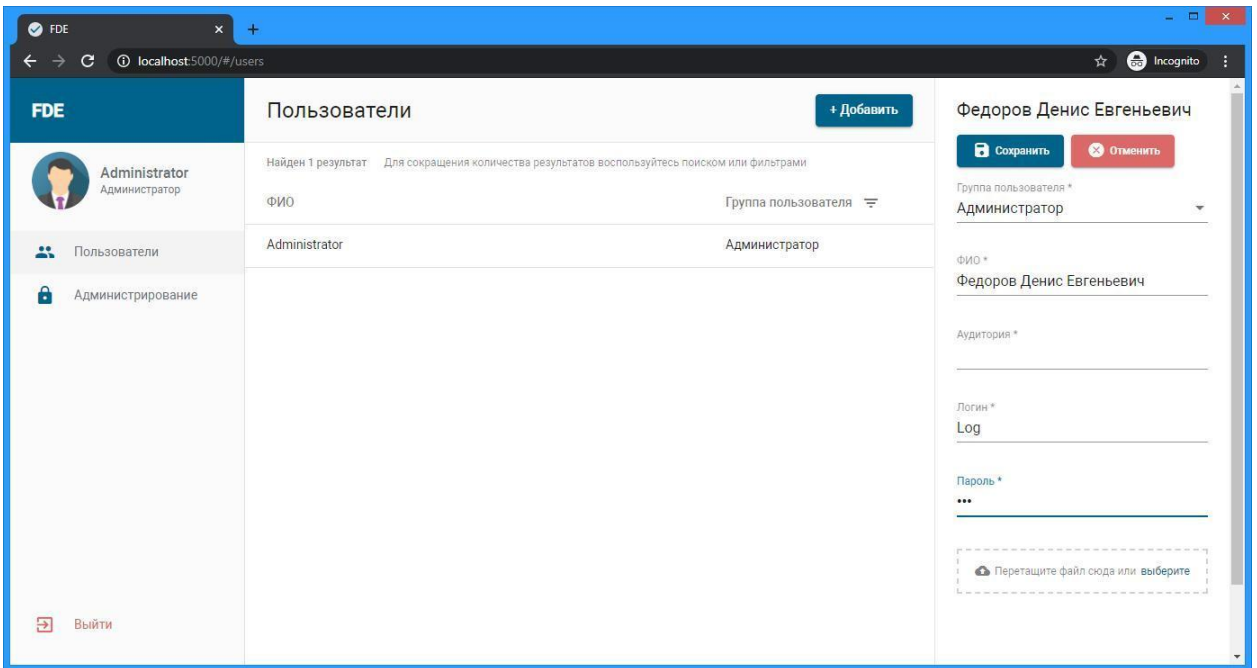 FDE
localhost:5000/#/users
Incognito
FDE
Administrator
Администратор
Пользователи
Администрирование
Выйти
Пользователи
+ Добавить
Найден 1 результат Для сокращения количества результатов воспользуйтесь поиском или фильтрами
ФИО Группа пользователя
Administrator Администратор
Федоров Денис Евгеньевич
Сохранить Отменить
Группа пользователя *
Администратор
ФИО *
Федоров Денис Евгеньевич
Аудитория *
Логин *
Log
Пароль *
•••
Перетащите файл сюда или выберите